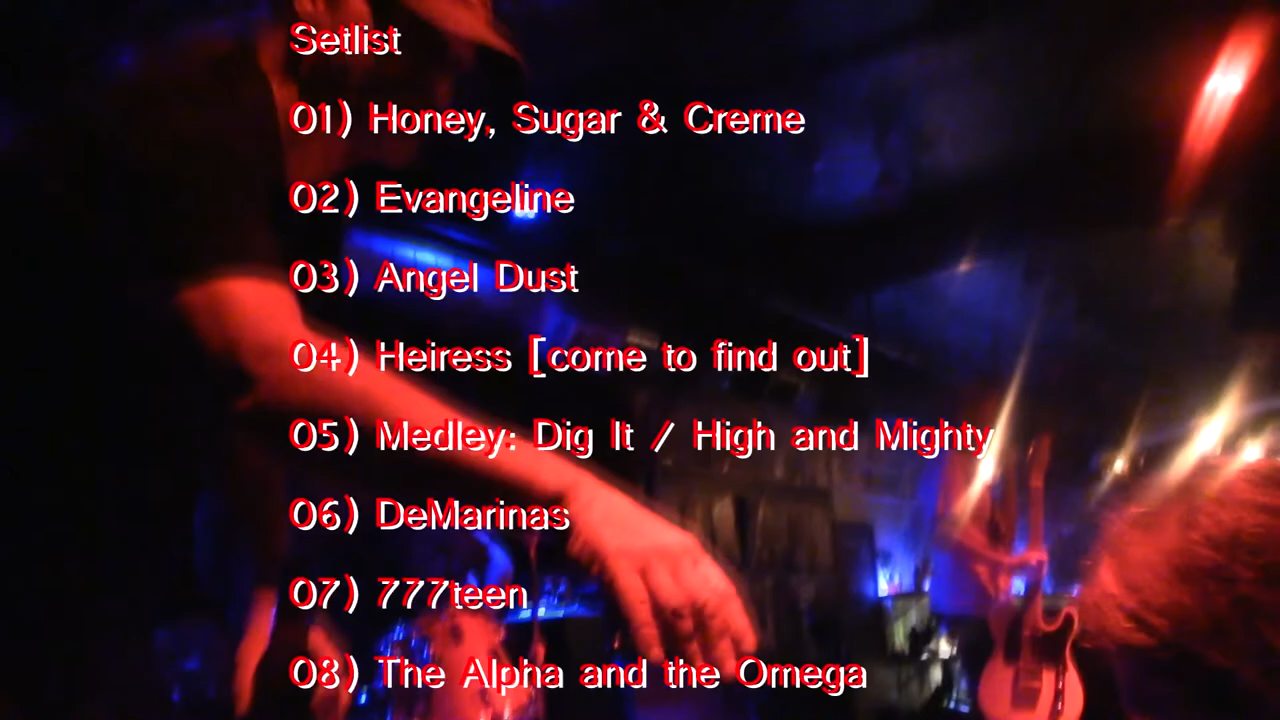 Setlist
01) Honey, Sugar & Creme
02) Evangeline
03) Angel Dust
04) Heiress [come to find out]
05) Medley: Dig It / High and Mighty
06) DeMarinas
07) 777teen
08) The Alpha and the Omega